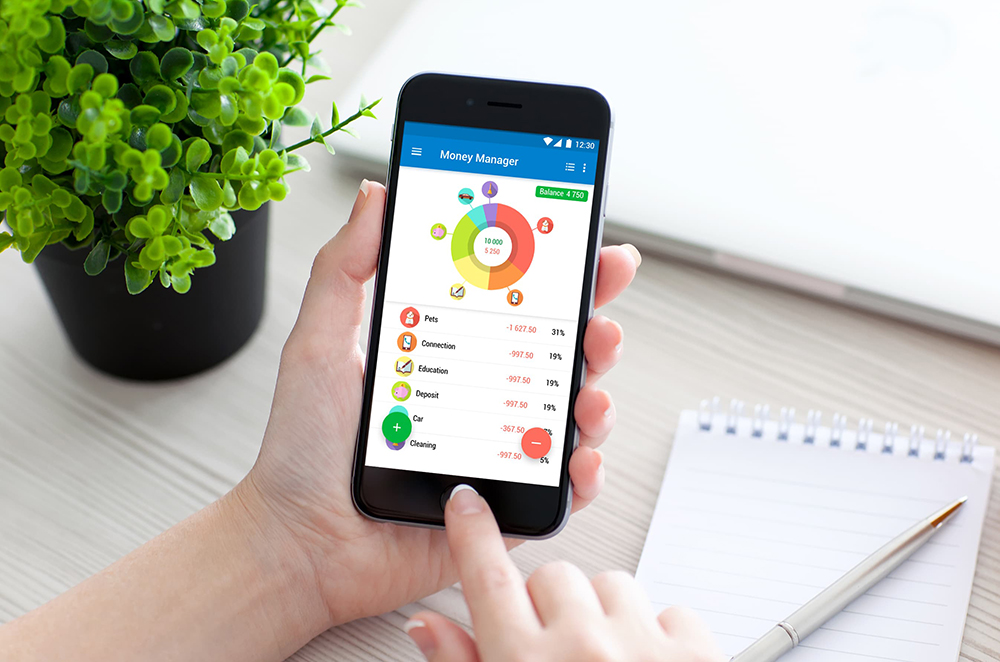 12:30
Money Manager
Balance 4 750
10 000
5 250
Pets -1 627.50 31%
Connection -997.50 19%
Education -997.50 19%
Deposit -997.50 19%
Car -367.50
Cleaning -997.50 5%